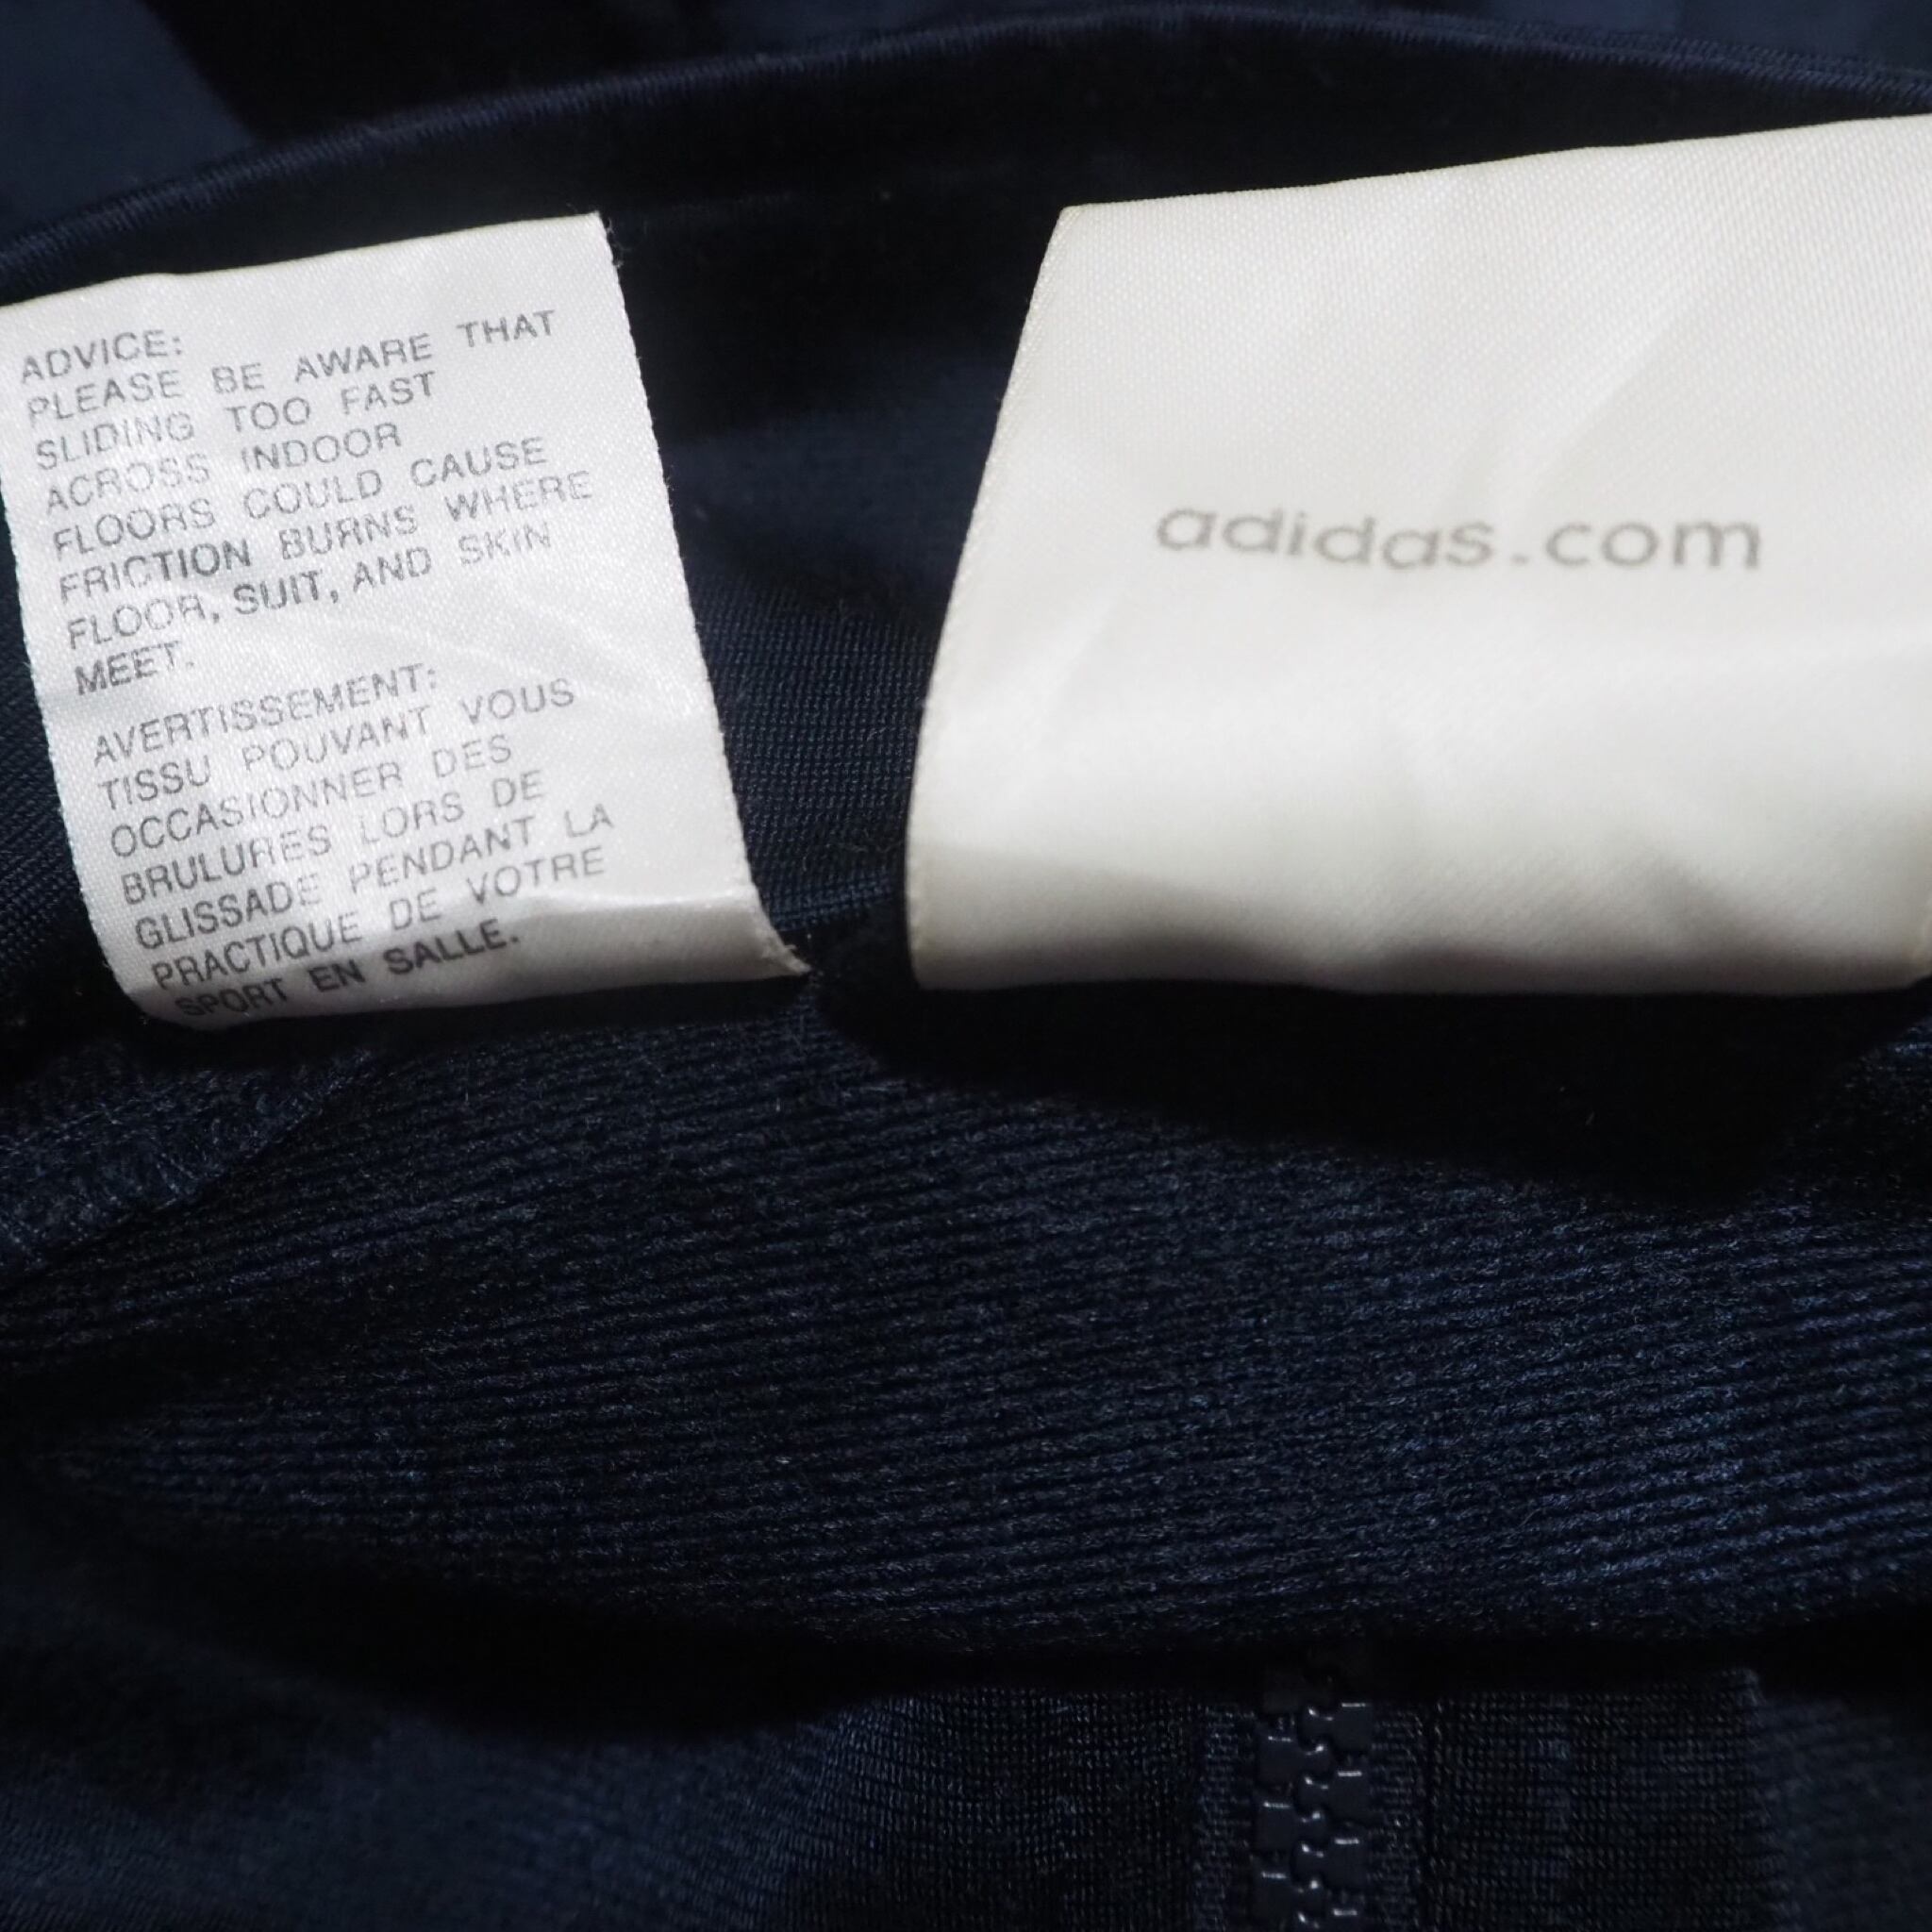 ADVICE:
PLEASE BE AWARE THAT
SLIDING TOO FAST
ACROSS INDOOR
FLOORS COULD CAUSE
FRICTION BURNS WHERE
FLOOR, SUIT, AND SKIN
MEET.
AVERTISSEMENT:
TISSU POUVANT VOUS
OCCASIONNER DES
BRULURES LORS DE
GLISSADE PENDANT LA
PRACTIQUE DE VOTRE
SPORT EN SALLE.
adidas.com